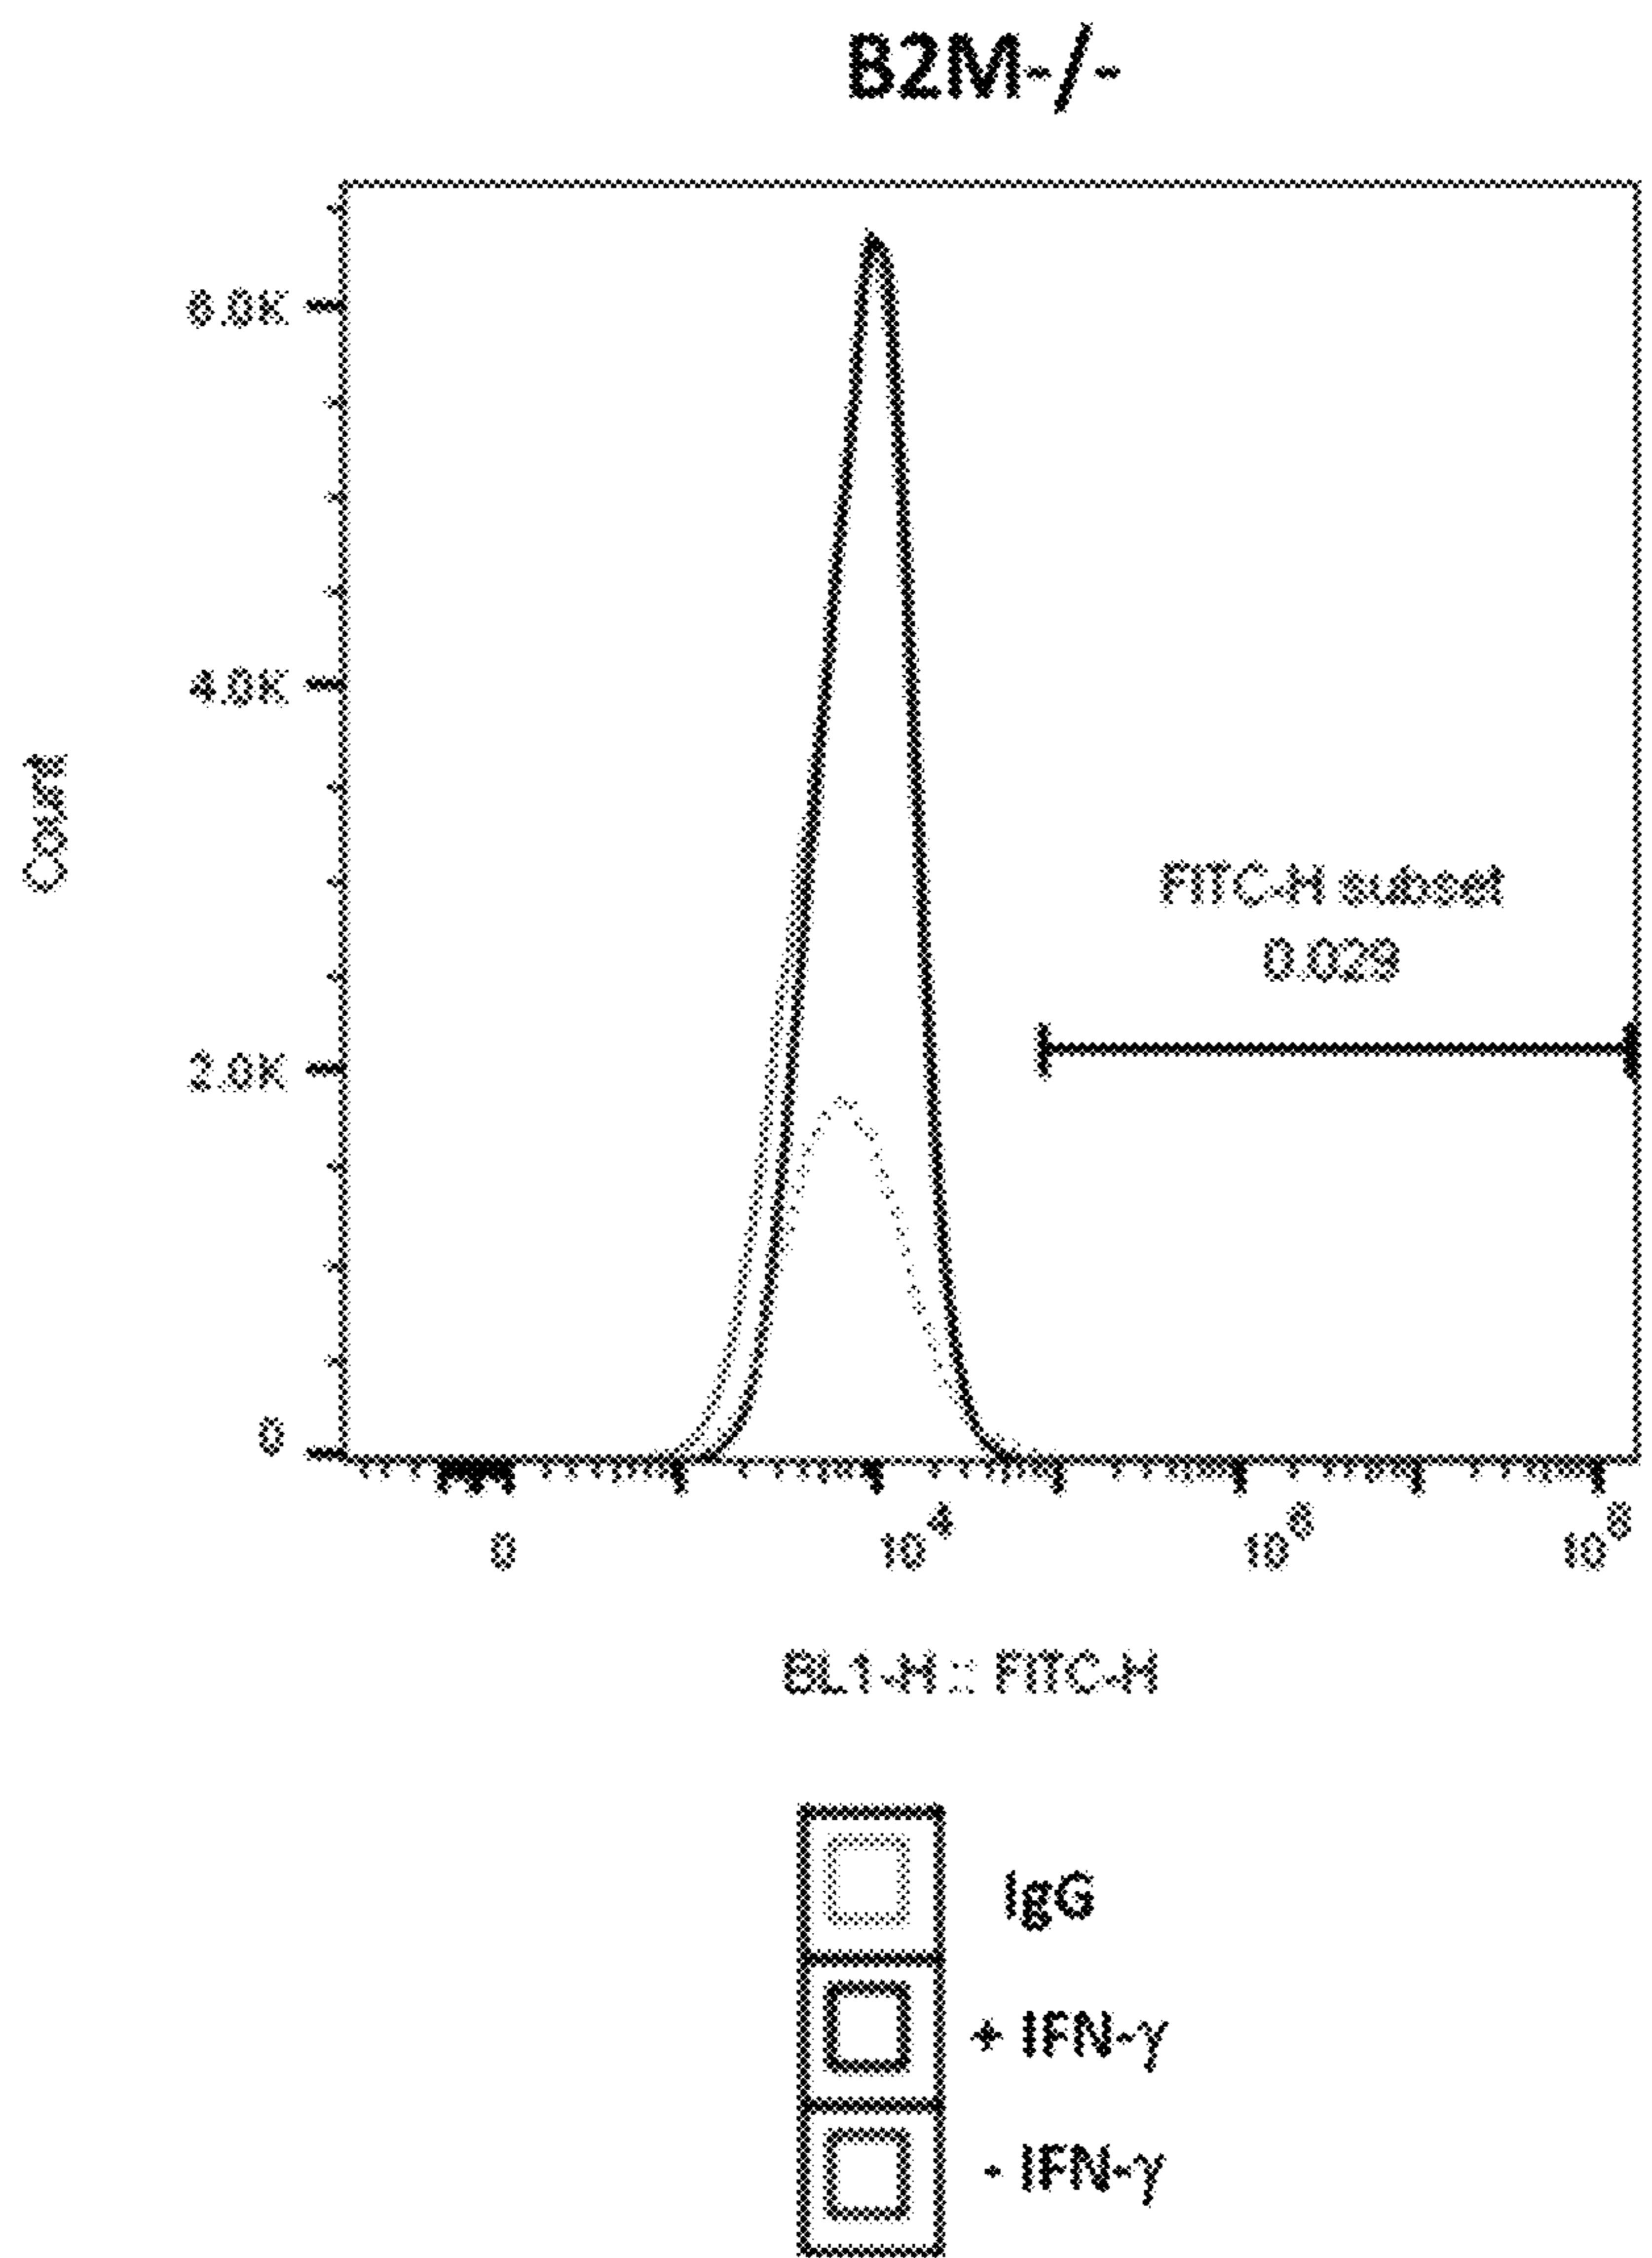 B2M-/-
6.0K
4.0K
2.0K
0
Count
FITC-H subset
0.029
0
10^4
10^6
10^8
BL1-H :: FITC-H
IgG
+ IFN-γ
- IFN-γ